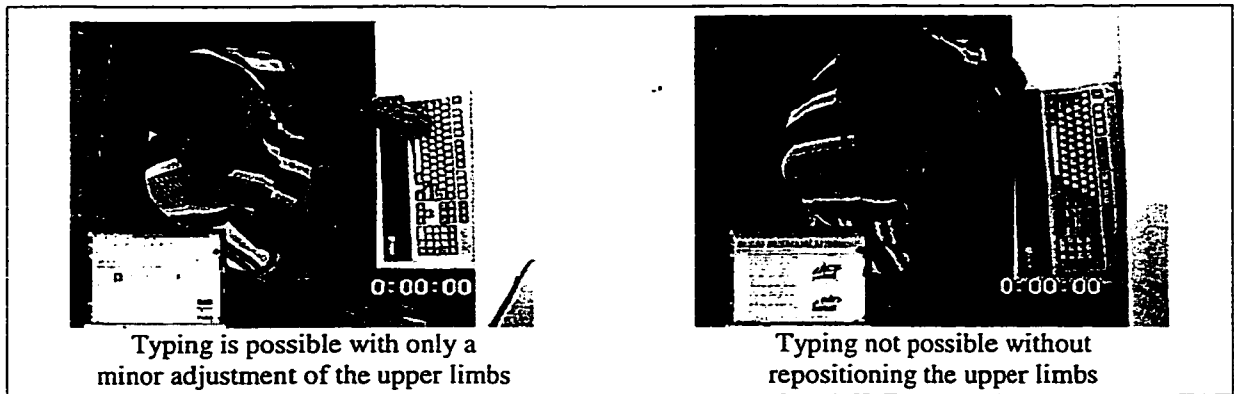 0:00:00
0:00:00
Typing is possible with only a
minor adjustment of the upper limbs
Typing not possible without
repositioning the upper limbs